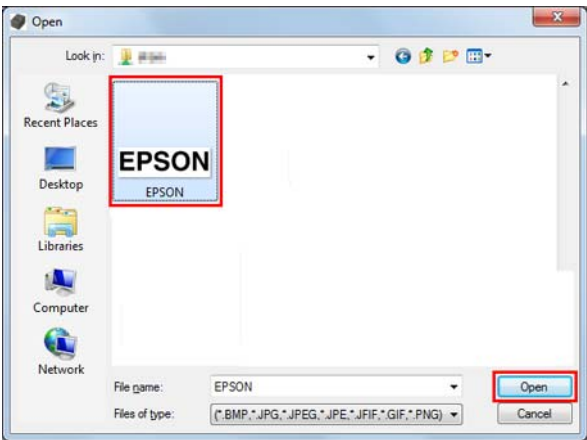 Open
Look in:
Recent Places
Desktop
Libraries
Computer
Network
EPSON
EPSON
File name: EPSON Open
Files of type: (*.BMP,*.JPG,*.JPEG,*.JPE,*.JFIF,*.GIF,*.PNG) Cancel